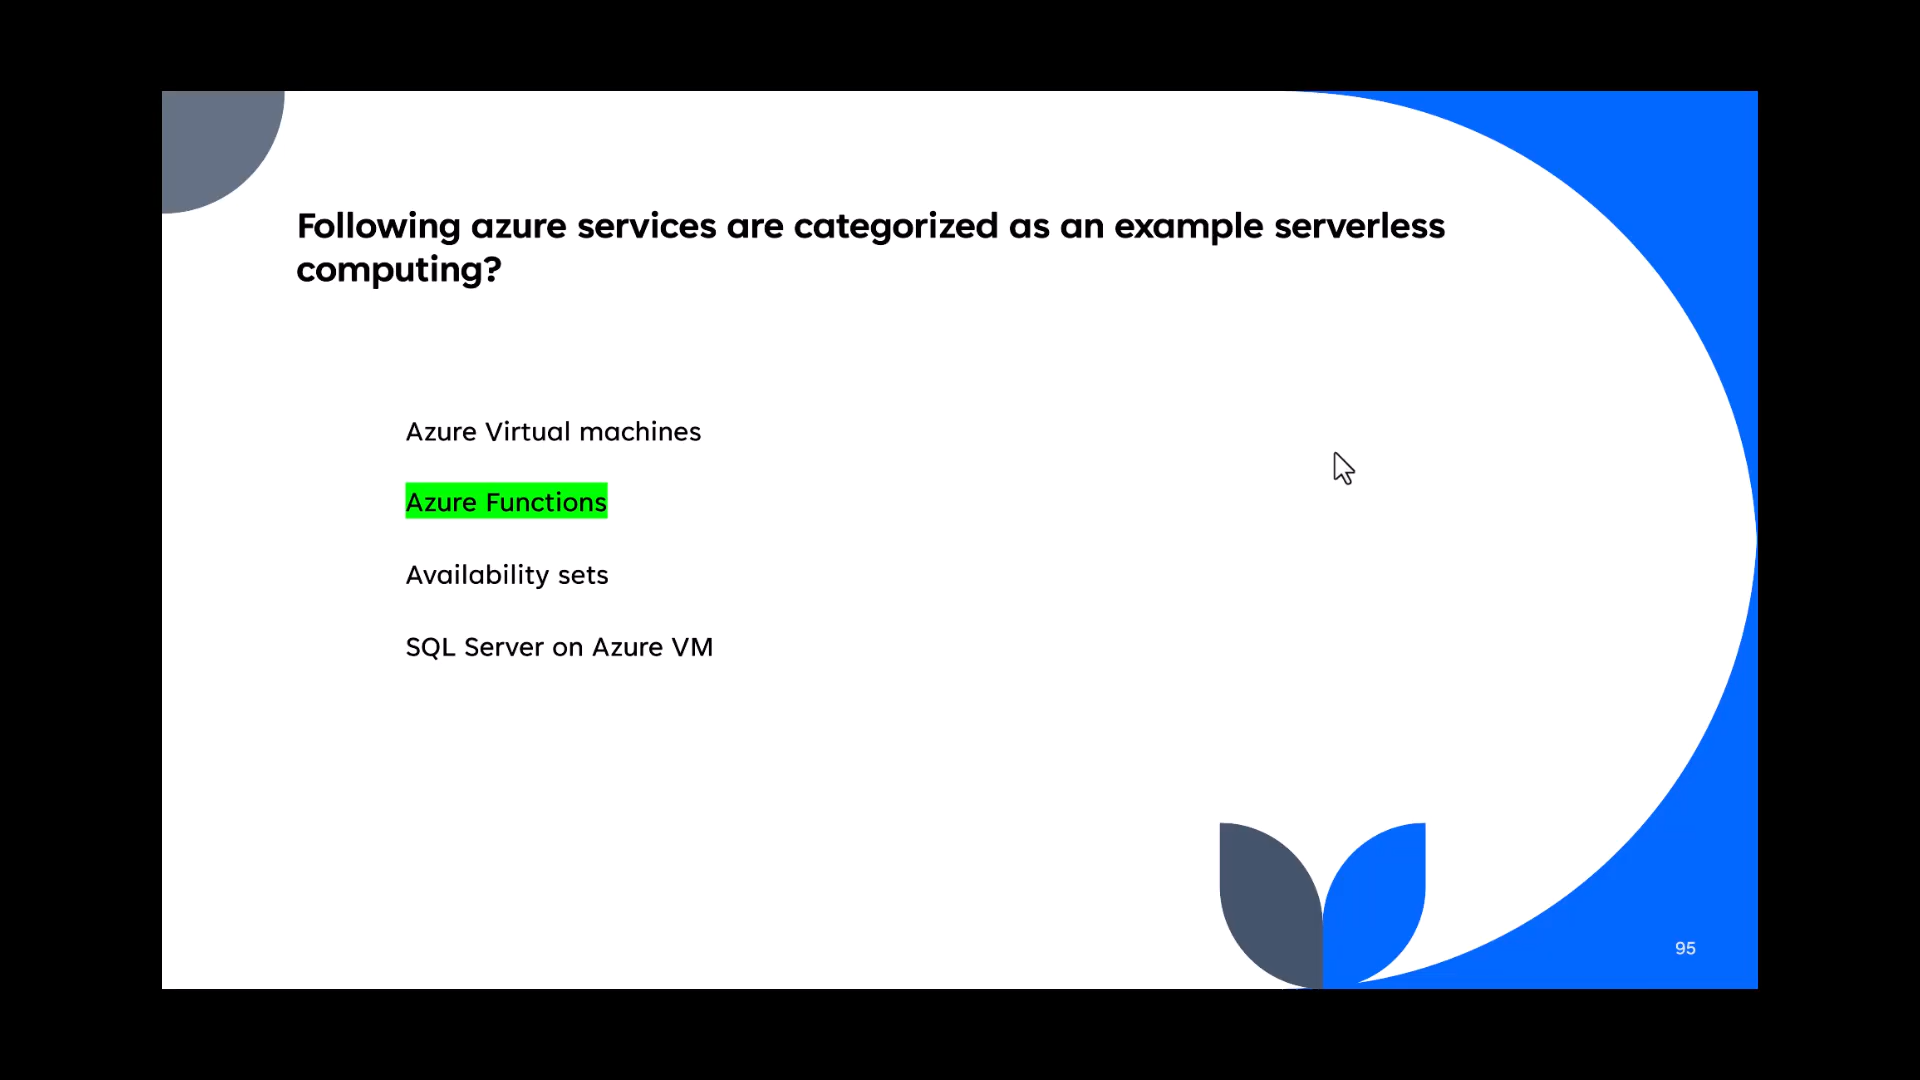 Following azure services are categorized as an example serverless
computing?
Azure Virtual machines
Azure Functions
Availability sets
SQL Server on Azure VM
95